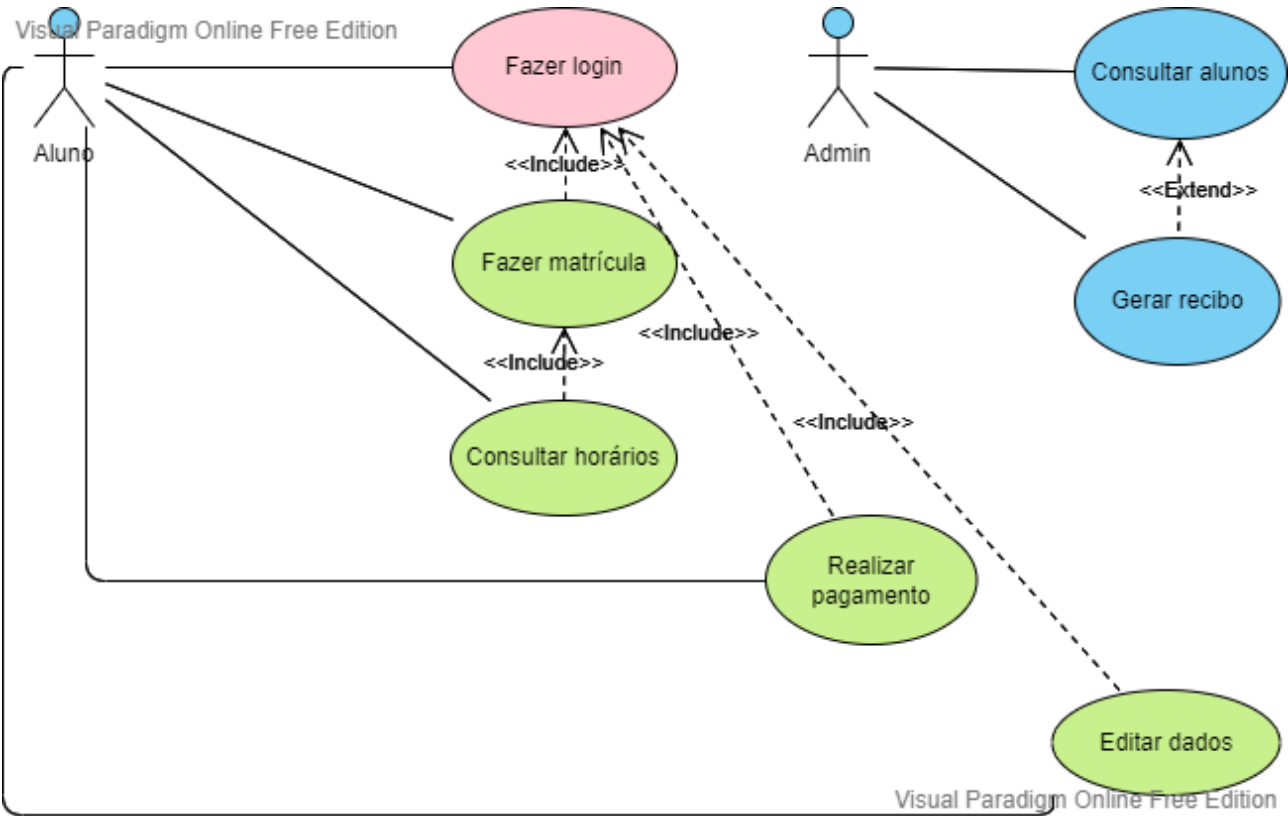 Visual Paradigm Online Free Edition
Fazer login
Consultar alunos
Aluno
Admin
<<Include>>
<<Extend>>
Fazer matrícula
Gerar recibo
<<Include>>
<<Include>>
<<Include>>
Consultar horários
Realizar
pagamento
Editar dados
Visual Paradigm Online Free Edition